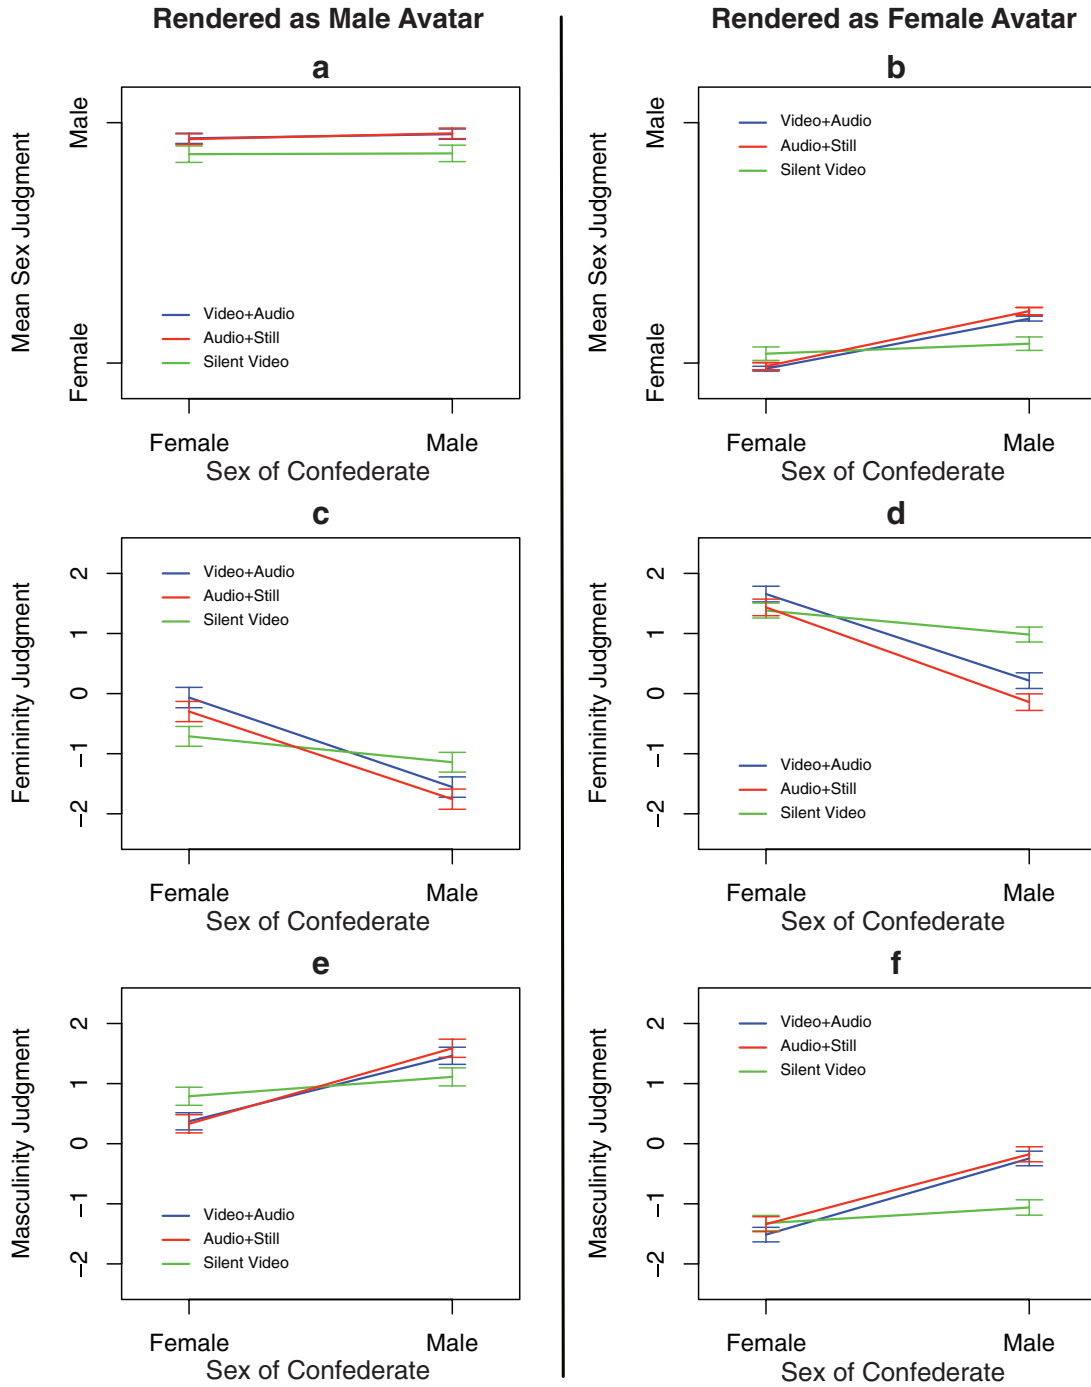 Rendered as Male Avatar
Rendered as Female Avatar
a
Mean Sex Judgment
Male
Female
Video+Audio
Audio+Still
Silent Video
Female
Male
Sex of Confederate
b
Mean Sex Judgment
Male
Female
Video+Audio
Audio+Still
Silent Video
Female
Male
Sex of Confederate
c
Femininity Judgment
2
1
0
−1
−2
Video+Audio
Audio+Still
Silent Video
Female
Male
Sex of Confederate
d
Femininity Judgment
2
1
0
−1
−2
Video+Audio
Audio+Still
Silent Video
Female
Male
Sex of Confederate
e
Masculinity Judgment
2
1
0
−1
−2
Video+Audio
Audio+Still
Silent Video
Female
Male
Sex of Confederate
f
Masculinity Judgment
2
1
0
−1
−2
Video+Audio
Audio+Still
Silent Video
Female
Male
Sex of Confederate